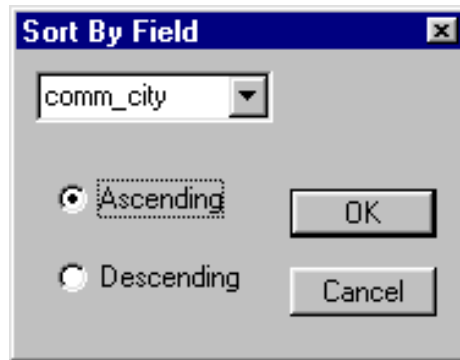 Sort By Field
comm_city
Ascending
OK
Descending
Cancel